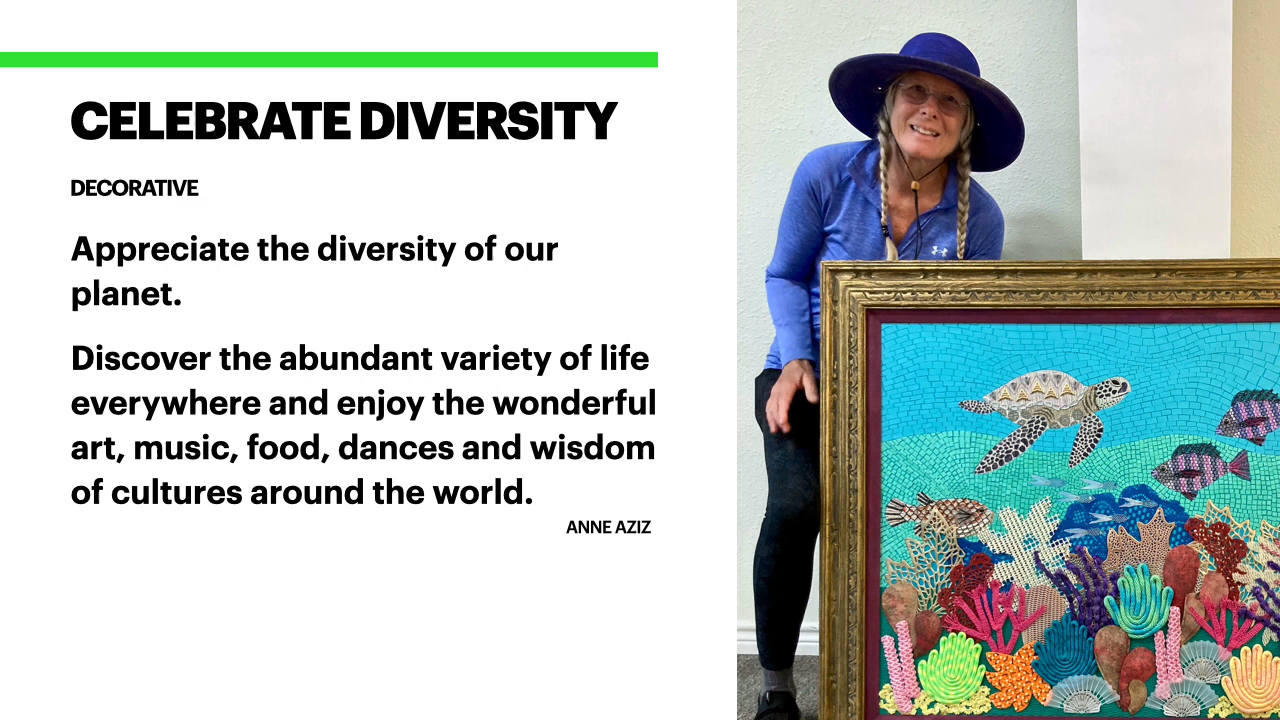 CELEBRATE DIVERSITY
DECORATIVE
Appreciate the diversity of our
planet.
Discover the abundant variety of life
everywhere and enjoy the wonderful
art, music, food, dances and wisdom
of cultures around the world.
ANNE AZIZ